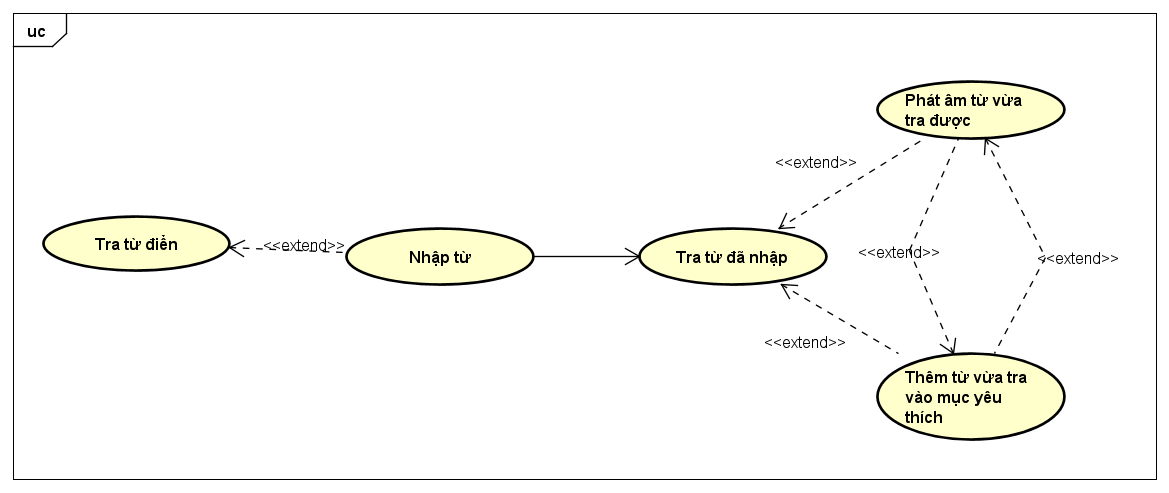 uc
Phát âm từ vừa
tra được
<<extend>>
Tra từ điển
<<extend>>
Nhập từ
Tra từ đã nhập
<<extend>>
<<extend>>
<<extend>>
Thêm từ vừa tra
vào mục yêu
thích